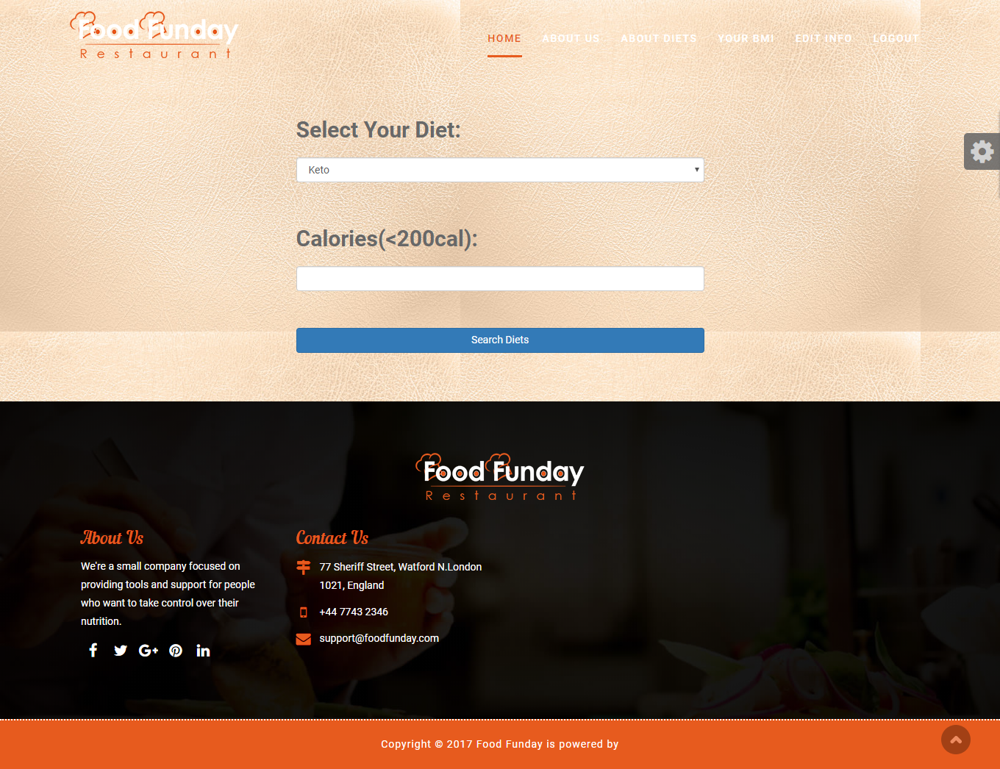 Food Funday
Restaurant
HOME ABOUT US ABOUT DIETS YOUR BMI EDIT INFO LOGOUT
Select Your Diet:
Keto
Calories(<200cal):
Search Diets
Food Funday
Restaurant
About Us
We're a small company focused on
providing tools and support for people
who want to take control over their
nutrition.
Contact Us
77 Sheriff Street, Watford N.London
1021, England
+44 7743 2346
support@foodfunday.com
Copyright © 2017 Food Funday is powered by